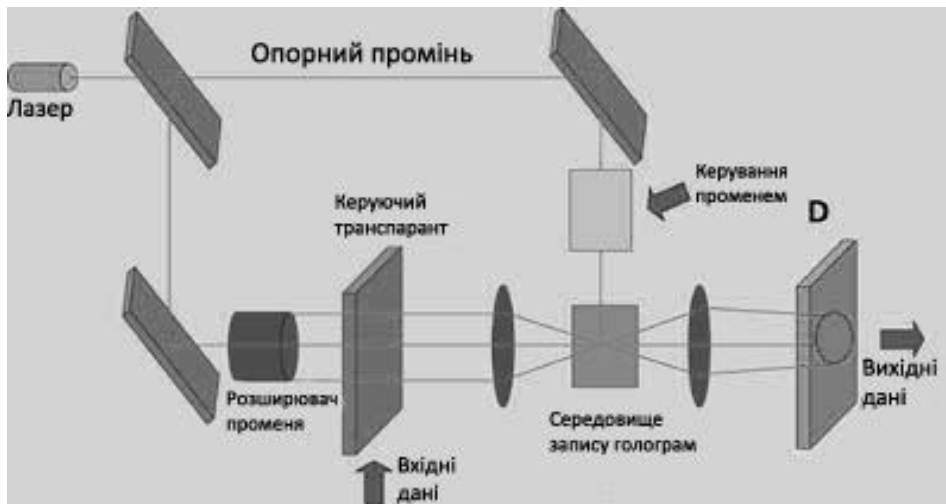 Опорний промінь
Лазер
Керування
променем
Керуючий
транспарант
D
Розширювач
променя
Середовище
запису голограм
Вихідні
дані
Вхідні
дані